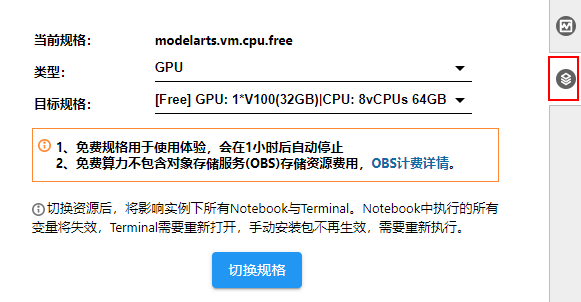 当前规格： modelarts.vm.cpu.free
类型： GPU
目标规格： [Free] GPU: 1*V100(32GB)|CPU: 8vCPUs 64GB
1、免费规格用于使用体验，会在1小时后自动停止
2、免费算力不包含对象存储服务(OBS)存储资源费用，OBS计费详情。
切换资源后，将影响实例下所有Notebook与Terminal。Notebook中执行的所有
变量将失效，Terminal需要重新打开，手动安装包不再生效，需要重新执行。
切换规格